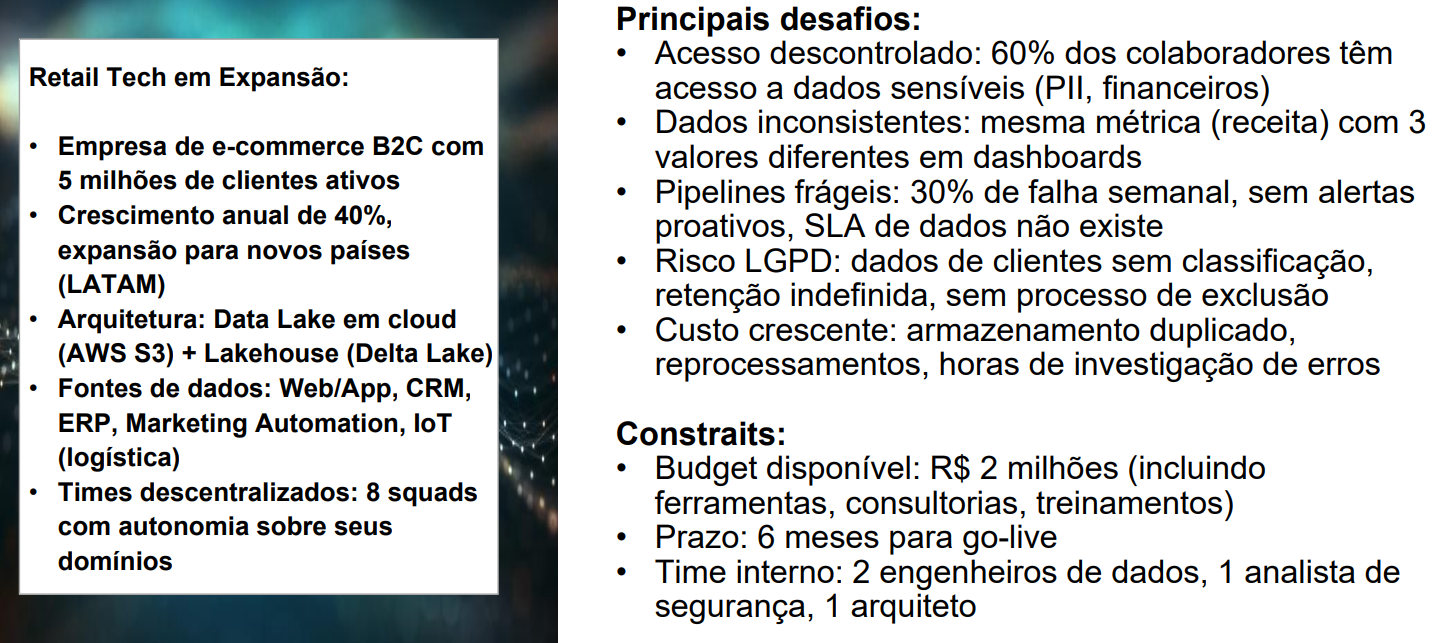 Retail Tech em Expansão:
• Empresa de e-commerce B2C com
5 milhões de clientes ativos
• Crescimento anual de 40%,
expansão para novos países
(LATAM)
• Arquitetura: Data Lake em cloud
(AWS S3) + Lakehouse (Delta Lake)
• Fontes de dados: Web/App, CRM,
ERP, Marketing Automation, IoT
(logística)
• Times descentralizados: 8 squads
com autonomia sobre seus
domínios
Principais desafios:
• Acesso descontrolado: 60% dos colaboradores têm
acesso a dados sensíveis (PII, financeiros)
• Dados inconsistentes: mesma métrica (receita) com 3
valores diferentes em dashboards
• Pipelines frágeis: 30% de falha semanal, sem alertas
proativos, SLA de dados não existe
• Risco LGPD: dados de clientes sem classificação,
retenção indefinida, sem processo de exclusão
• Custo crescente: armazenamento duplicado,
reprocessamentos, horas de investigação de erros
Constraits:
• Budget disponível: R$ 2 milhões (incluindo
ferramentas, consultorias, treinamentos)
• Prazo: 6 meses para go-live
• Time interno: 2 engenheiros de dados, 1 analista de
segurança, 1 arquiteto